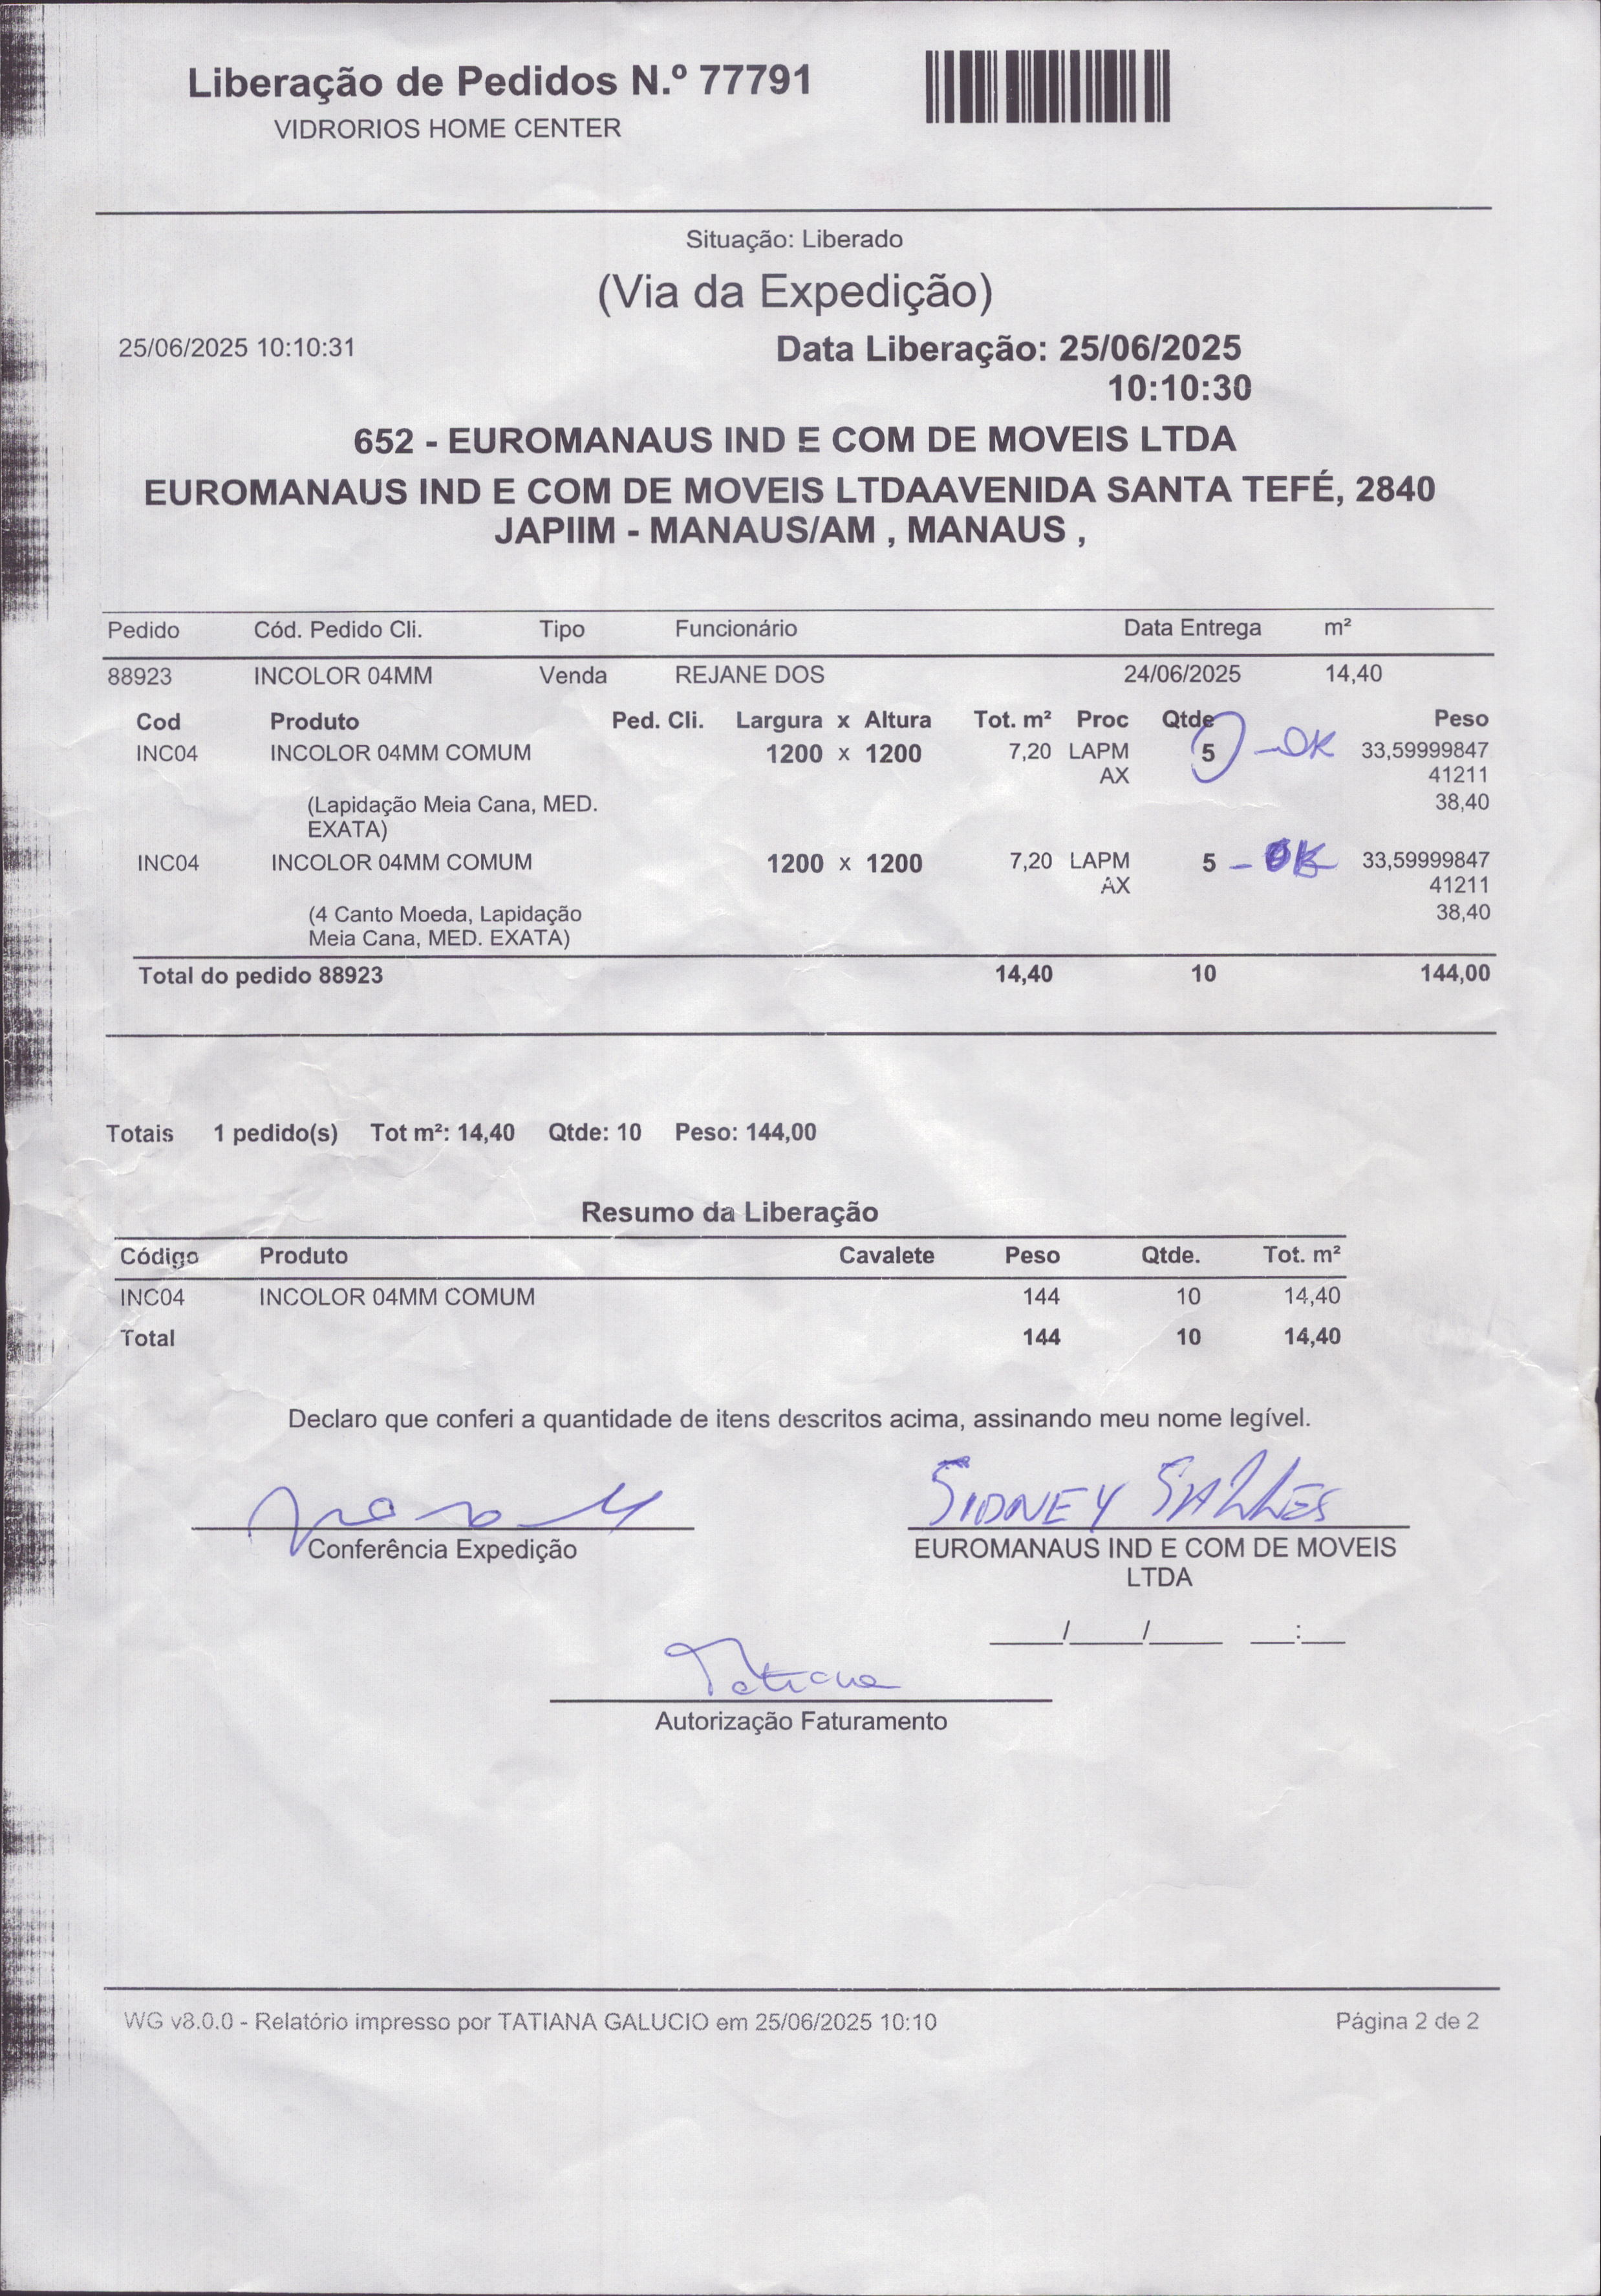 Liberação de Pedidos N.º 77791
VIDRORIOS HOME CENTER
Situação: Liberado
(Via da Expedição)
25/06/2025 10:10:31
Data Liberação: 25/06/2025
10:10:30
652 - EUROMANAUS IND E COM DE MOVEIS LTDA
EUROMANAUS IND E COM DE MOVEIS LTDAAVENIDA SANTA TEFÉ, 2840
JAPIIM - MANAUS/AM , MANAUS ,
Pedido Cód. Pedido Cli. Tipo Funcionário Data Entrega m²
88923 INCOLOR 04MM Venda REJANE DOS 24/06/2025 14,40
Cod Produto Ped. Cli. Largura x Altura Tot. m² Proc Qtde Peso
INC04 INCOLOR 04MM COMUM 1200 x 1200 7,20 LAPM 5 - OK 33,59999847
AX 41211
(Lapidação Meia Cana, MED. 38,40
EXATA)
INC04 INCOLOR 04MM COMUM 1200 x 1200 7,20 LAPM 5 - OK 33,59999847
AX 41211
(4 Canto Moeda, Lapidação 38,40
Meia Cana, MED. EXATA)
Total do pedido 88923 14,40 10 144,00
Totais 1 pedido(s) Tot m²: 14,40 Qtde: 10 Peso: 144,00
Resumo da Liberação
Código Produto Cavalete Peso Qtde. Tot. m²
INC04 INCOLOR 04MM COMUM 144 10 14,40
Total 144 10 14,40
Declaro que conferi a quantidade de itens descritos acima, assinando meu nome legível.
SIDNEY SALLES
Conferência Expedição EUROMANAUS IND E COM DE MOVEIS
LTDA
____/____/____ __:__
Tatiana
Autorização Faturamento
WG v8.0.0 - Relatório impresso por TATIANA GALUCIO em 25/06/2025 10:10 Página 2 de 2